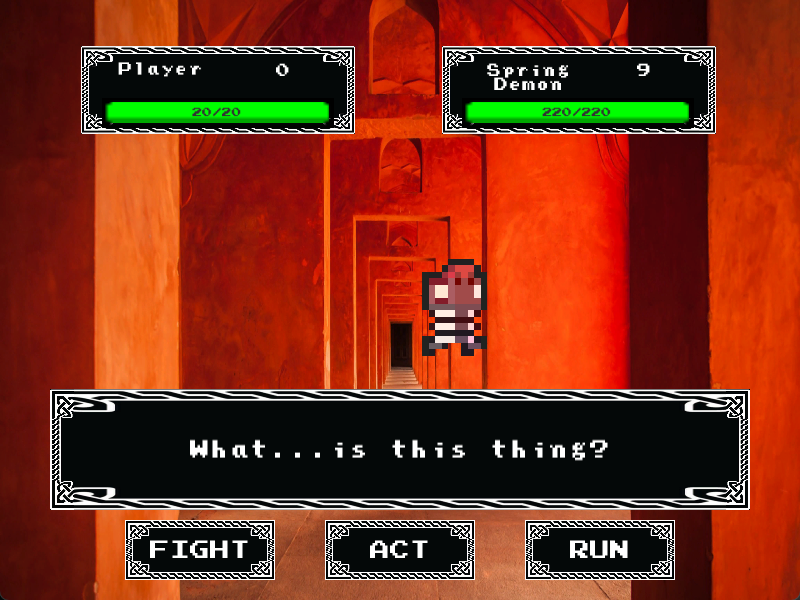 Player 0
20/20
Spring 9
Demon
220/220
What...is this thing?
FIGHT
ACT
RUN